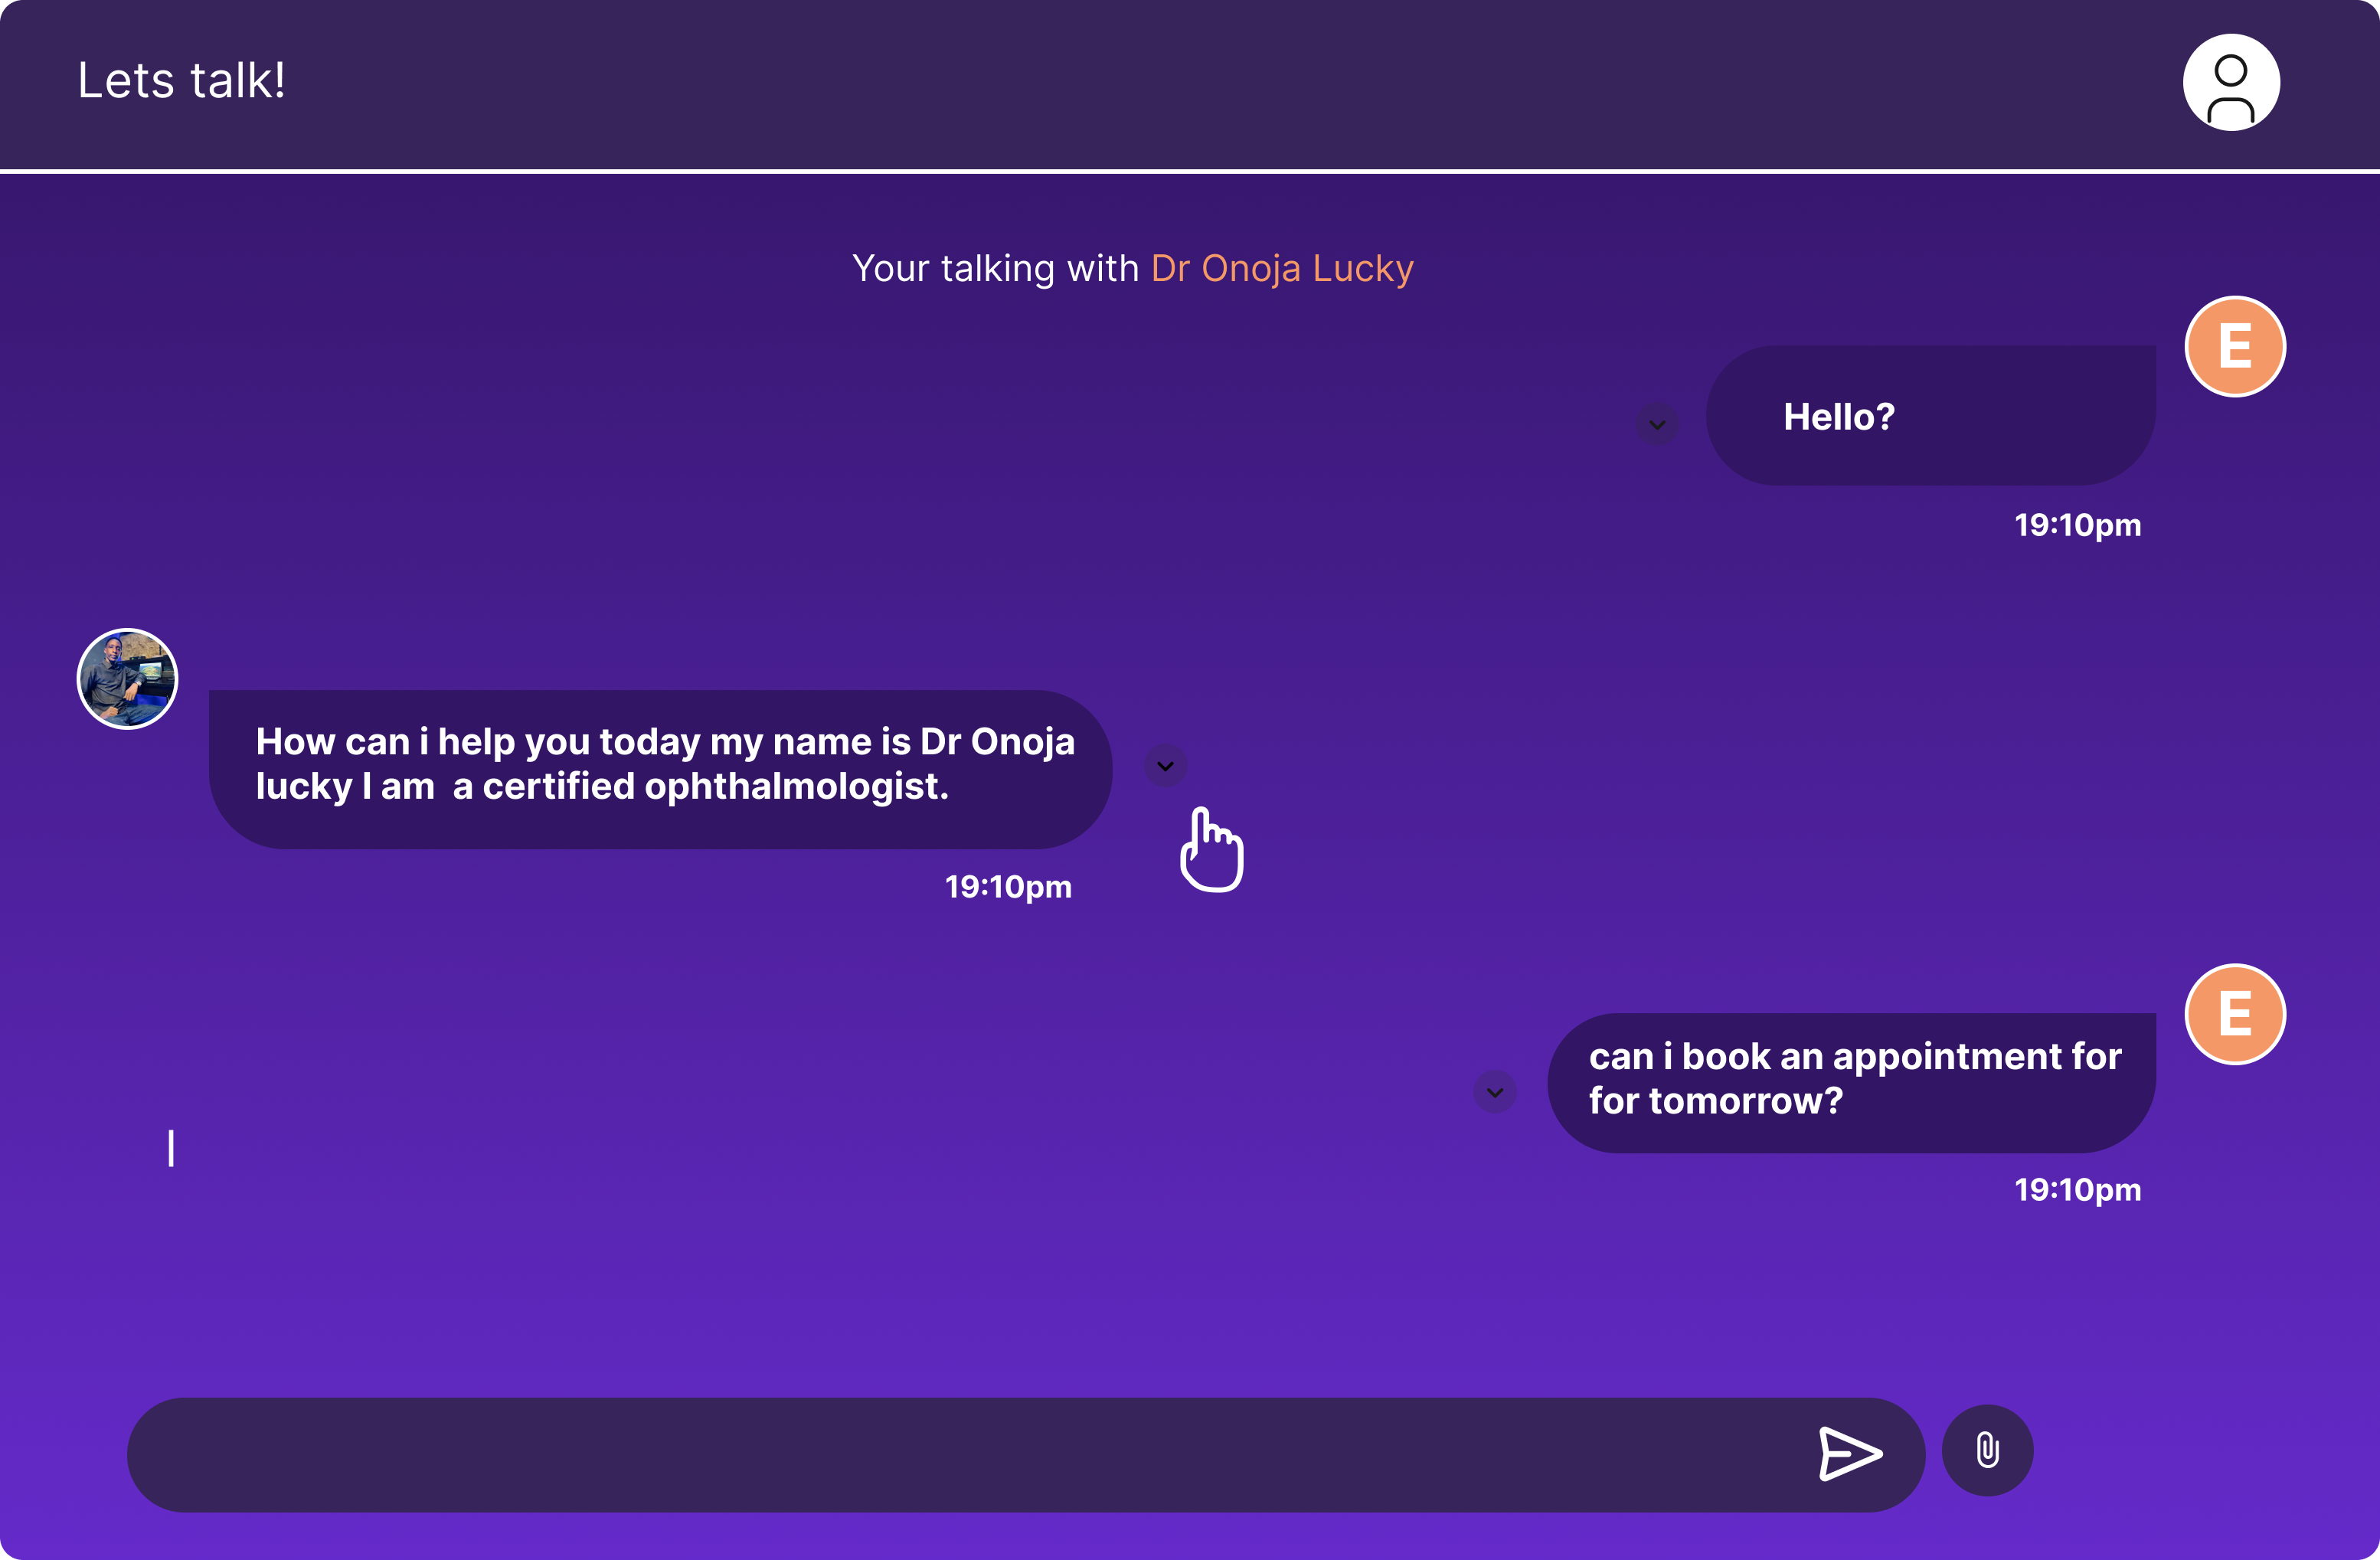 Lets talk!
Your talking with Dr Onoja Lucky
E
Hello?
19:10pm
How can i help you today my name is Dr Onoja
lucky I am  a certified ophthalmologist.
19:10pm
E
can i book an appointment for
for tomorrow?
19:10pm